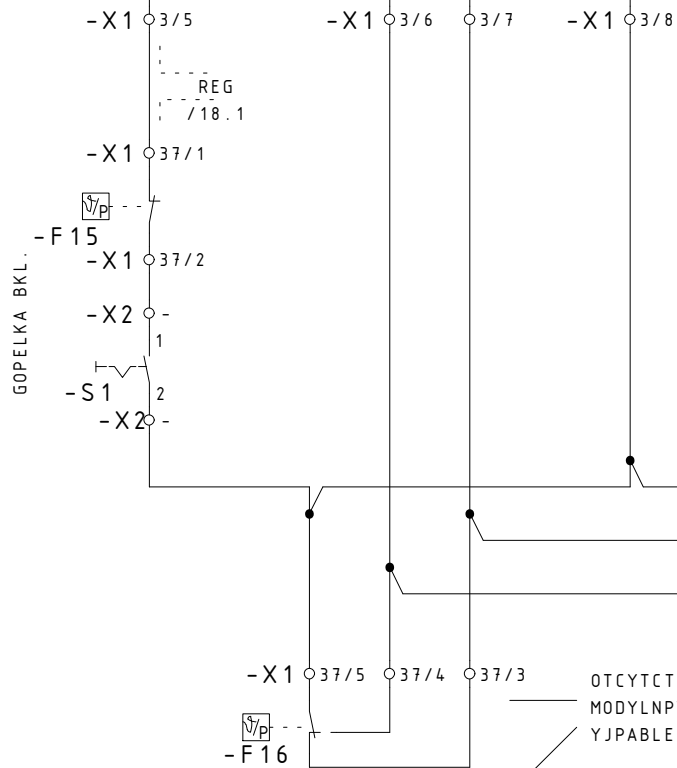 -X1 3/5
-X1 3/6
3/7
-X1 3/8
REG
/18.1
-X1 37/1
ϑ/P
-F15
-X1 37/2
-X2 -
1
GOPELKA BKL.
-S1
2
-X2 -
-X1 37/5
37/4
37/3
OTCYTCT
MODYLNP
YJPABLE
ϑ/P
-F16